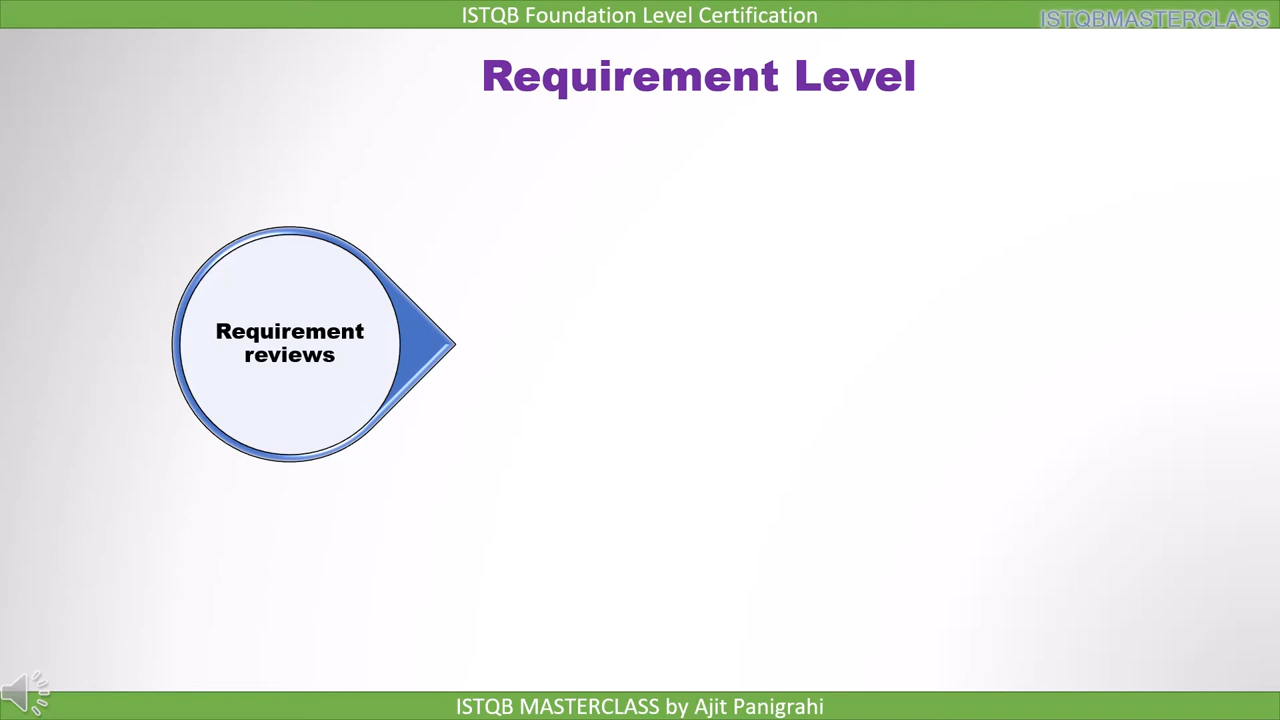 ISTQB Foundation Level Certification
ISTQBMASTERCLASS
Requirement Level
Requirement
reviews
ISTQB MASTERCLASS by Ajit Panigrahi